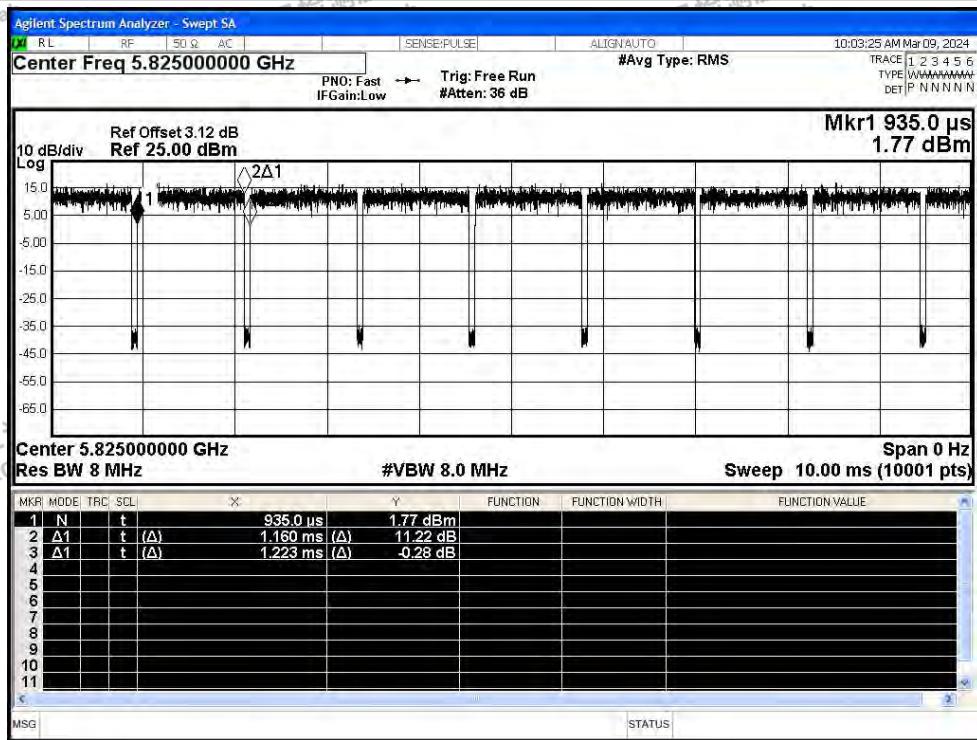 Agilent Spectrum Analyzer - Swept SA
RL RF 50 Ω AC SENSE:PULSE ALIGN AUTO 10:03:25 AM Mar 09, 2024
Center Freq 5.825000000 GHz #Avg Type: RMS TRACE 1 2 3 4 5 6
PNO: Fast Trig: Free Run TYPE WWWWWW
IFGain:Low #Atten: 36 dB DET P N N N N N
Mkr1 935.0 µs
Ref Offset 3.12 dB
10 dB/div Ref 25.00 dBm 1.77 dBm
Log
2Δ1
15.0
1
5.00
-5.00
-15.0
-25.0
-35.0
-45.0
-55.0
-65.0
Center 5.825000000 GHz Span 0 Hz
Res BW 8 MHz #VBW 8.0 MHz Sweep 10.00 ms (10001 pts)
MKR MODE TRC SCL X Y FUNCTION FUNCTION WIDTH FUNCTION VALUE
1 N t 935.0 µs 1.77 dBm
2 Δ1 t (Δ) 1.160 ms (Δ) 11.22 dB
3 Δ1 t (Δ) 1.223 ms (Δ) -0.28 dB
4
5
6
7
8
9
10
11
MSG STATUS